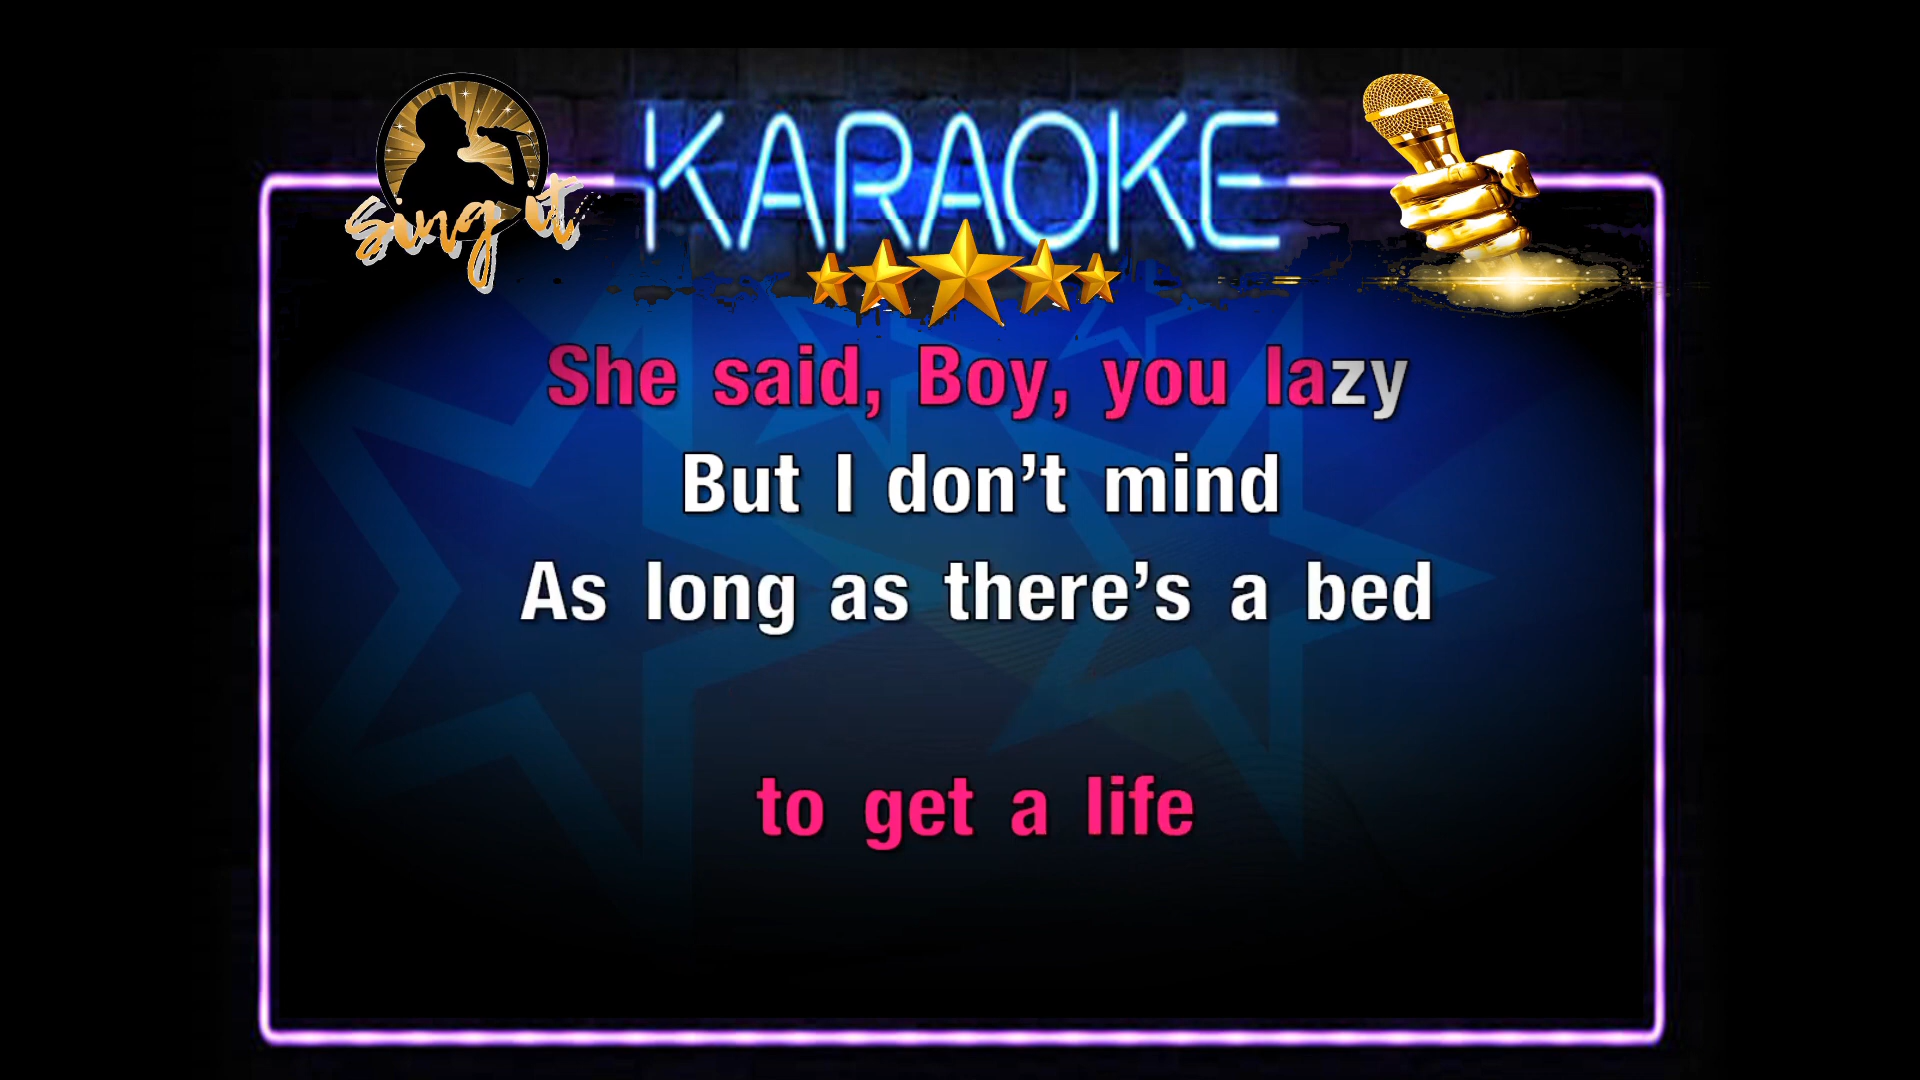 sing it
KARAOKE
She said, Boy, you lazy
But I don’t mind
As long as there’s a bed
to get a life